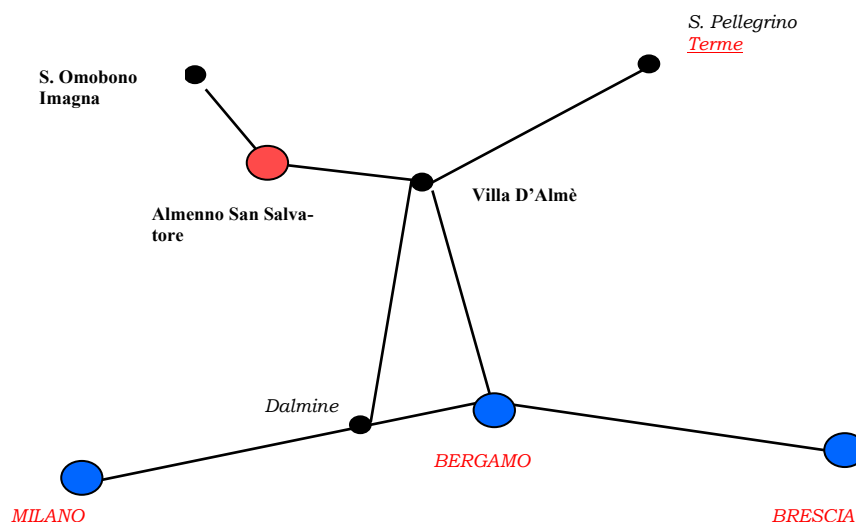 S. Pellegrino
Terme
S. Omobono
Imagna
Villa D'Almè
Almenno San Salva-
tore
Dalmine
BERGAMO
MILANO
BRESCIA